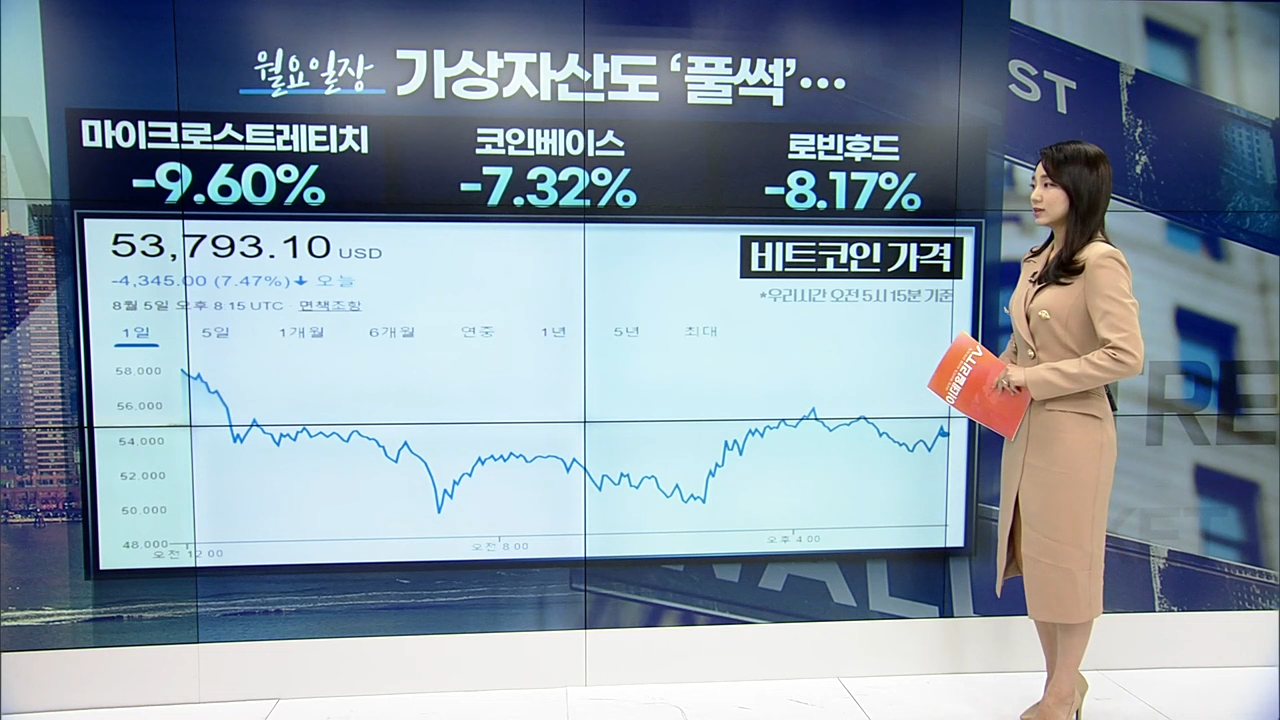 월요일장 가상자산도 ‘풀썩’…
마이크로스트레티치 코인베이스 로빈후드
-9.60% -7.32% -8.17%
53,793.10 USD
비트코인 가격
-4,345.00 (7.47%)↓ 오늘
*우리시간 오전 5시 15분 기준
8월 5일 오후 8:15 UTC · 면책조항
1일 5일 1개월 6개월 연중 1년 5년 최대
58,000
56,000
54,000
52,000
50,000
48,000
오전 12:00 오전 8:00 오후 4:00
ST
RE
KET
WALL
이데일리TV